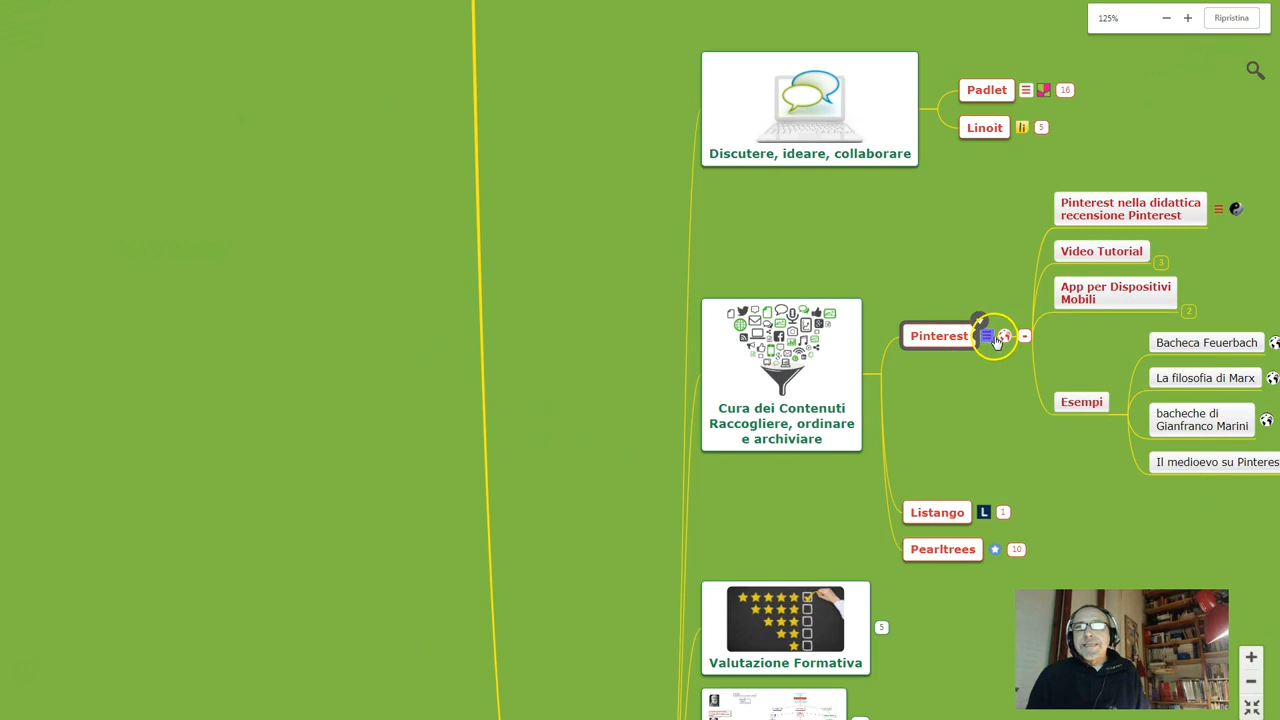 125%
Ripristina
Discutere, ideare, collaborare
Padlet
16
Linoit
li
5
Pinterest nella didattica
recensione Pinterest
Video Tutorial
3
App per Dispositivi
Mobili
2
Pinterest
Bacheca Feuerbach
La filosofia di Marx
Esempi
bacheche di
Gianfranco Marini
Il medioevo su Pinteres
Cura dei Contenuti
Raccogliere, ordinare
e archiviare
Listango
L
1
Pearltrees
10
Valutazione Formativa
5